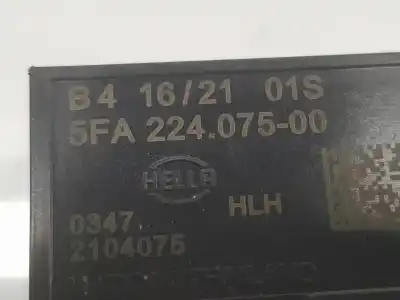 B4 16/21 01S
5FA 224.075-00
HELLA
HLH
0347.
2104075